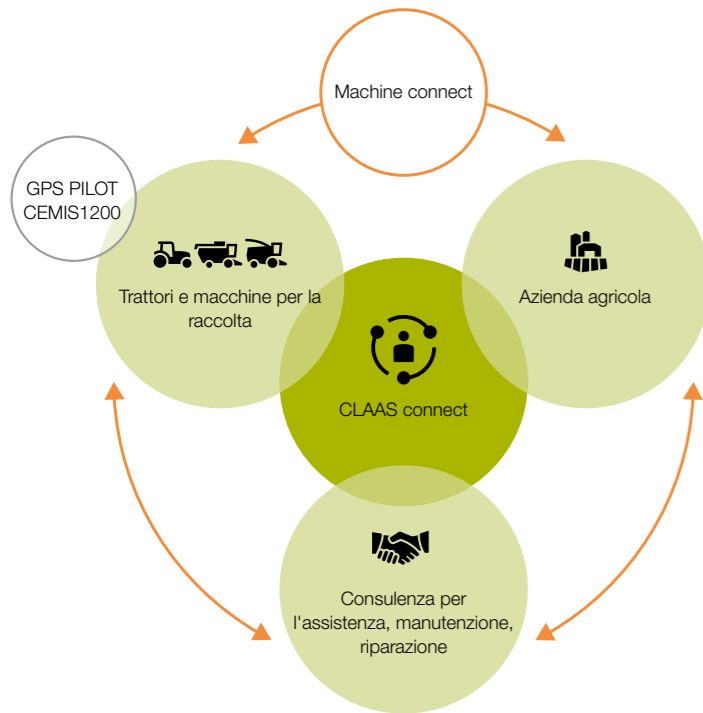 Machine connect
GPS PILOT
CEMIS1200
Trattori e macchine per la
raccolta
Azienda agricola
CLAAS connect
Consulenza per
l'assistenza, manutenzione,
riparazione